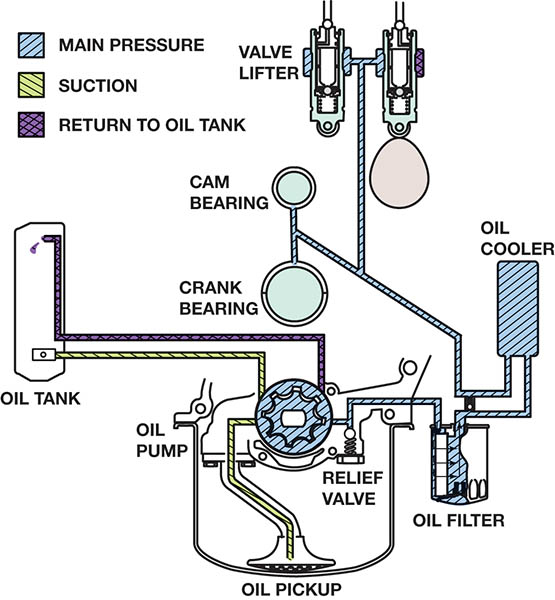 MAIN PRESSURE
SUCTION
RETURN TO OIL TANK
VALVE
LIFTER
CAM
BEARING
OIL
COOLER
CRANK
BEARING
OIL TANK
OIL
PUMP
RELIEF
VALVE
OIL FILTER
OIL PICKUP